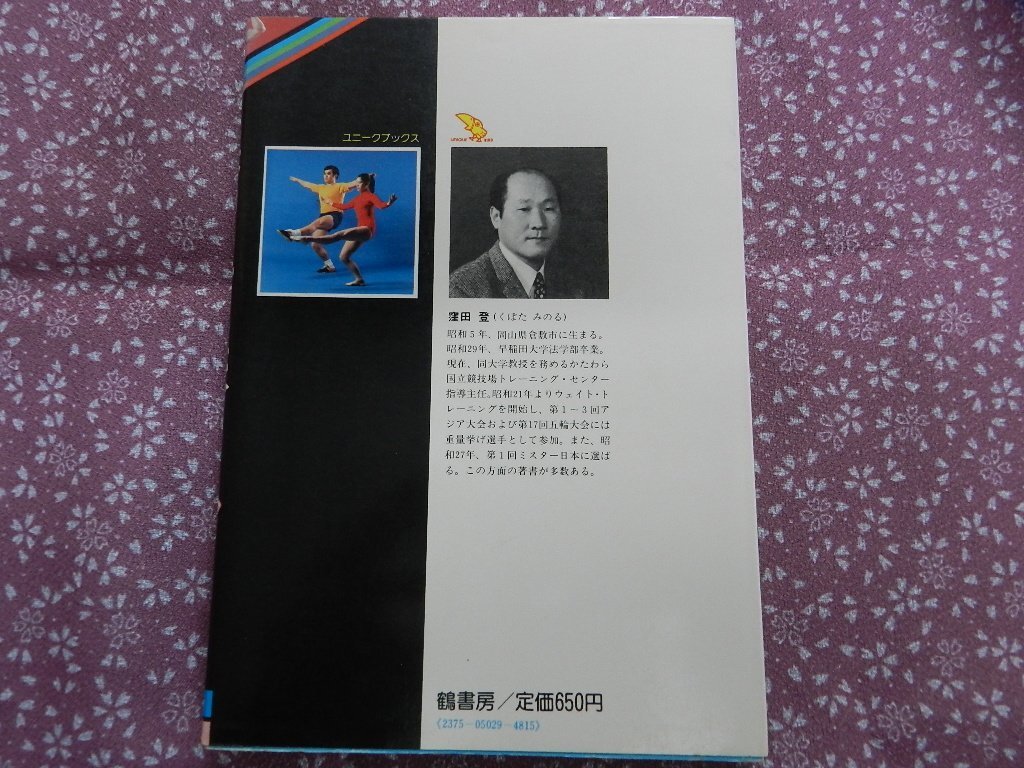 ユニークブックス
窪田 登(くぼた みのる)
昭和5年、岡山県倉敷市に生まる。
昭和29年、早稲田大学法学部卒業。
現在、同大学教授を務めるかたわら
国立競技場トレーニング・センター
指導主任。昭和21年よりウェイト・ト
レーニングを開始し、第1〜3回ア
ジア大会および第17回五輪大会には
重量挙げ選手として参加。また、昭
和27年、第1回ミスター日本に選ば
る。この方面の著書が多数ある。
鶴書房/定価650円
《2375-05029-4815》